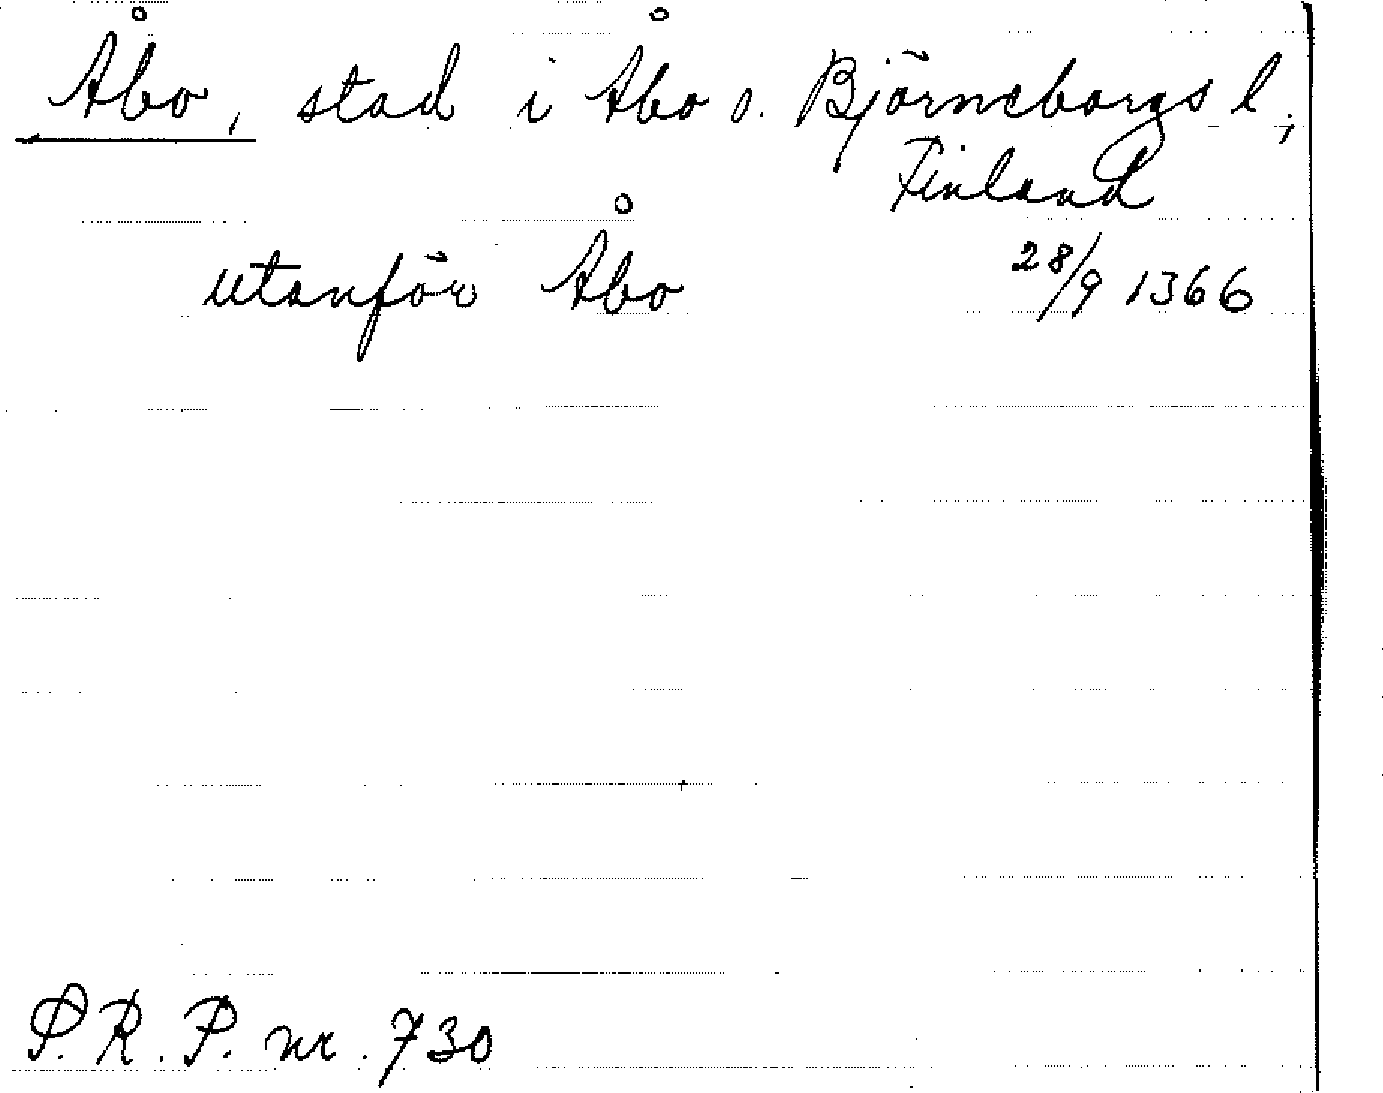 Åbo, stad i Åbo o. Björneborgs l;
Finland
utanför Åbo 28/9 1366
S.R.P. nr. 730